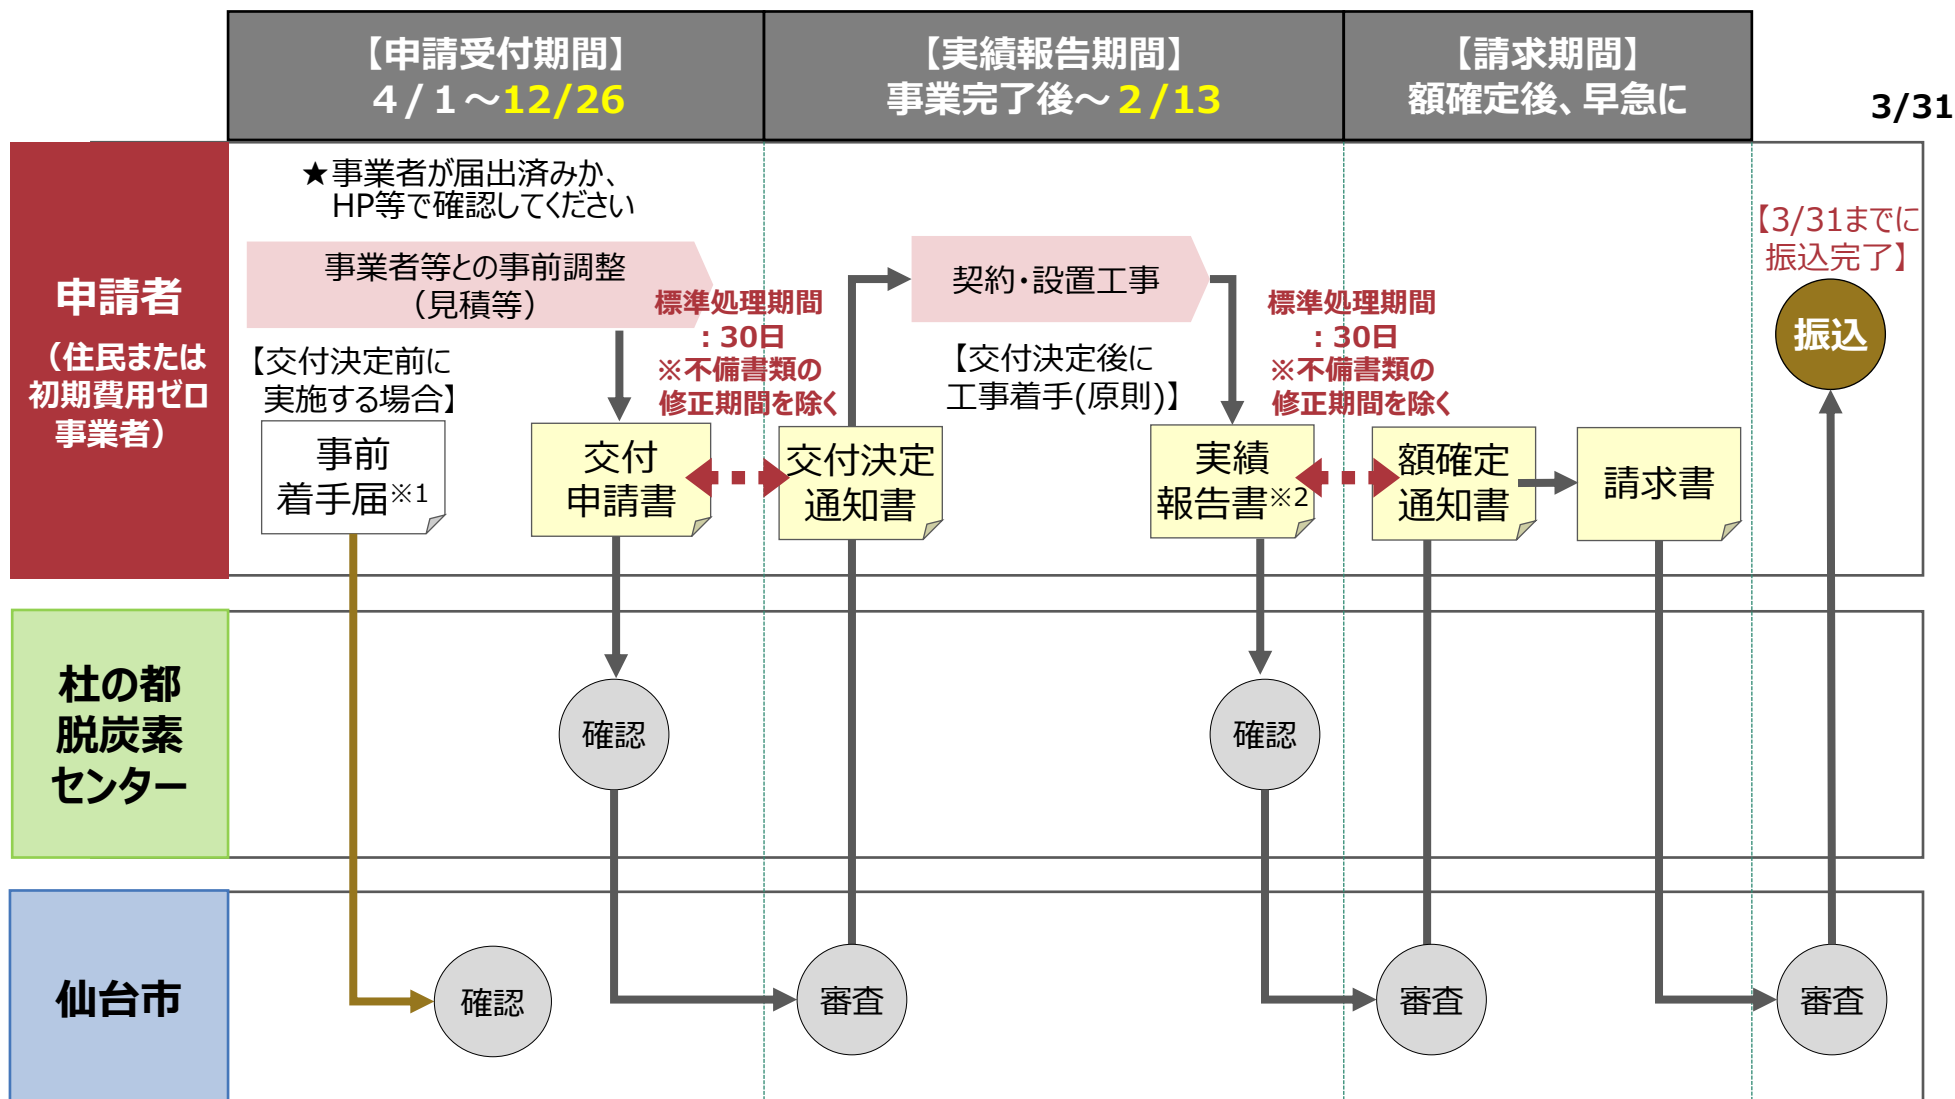 【申請受付期間】
４/１～12/26
【実績報告期間】
事業完了後～２/13
【請求期間】
額確定後、早急に
3/31
申請者
（住民または
初期費用ゼロ
事業者）
★事業者が届出済みか、
HP等で確認してください
事業者等との事前調整
（見積等）
【交付決定前に
実施する場合】
事前
着手届※1
交付
申請書
標準処理期間
：30日
※不備書類の
修正期間を除く
交付決定
通知書
契約・設置工事
【交付決定後に
工事着手(原則)】
実績
報告書※2
標準処理期間
：30日
※不備書類の
修正期間を除く
額確定
通知書
請求書
【3/31までに
振込完了】
振込
杜の都
脱炭素
センター
確認
確認
仙台市
確認
審査
審査
審査